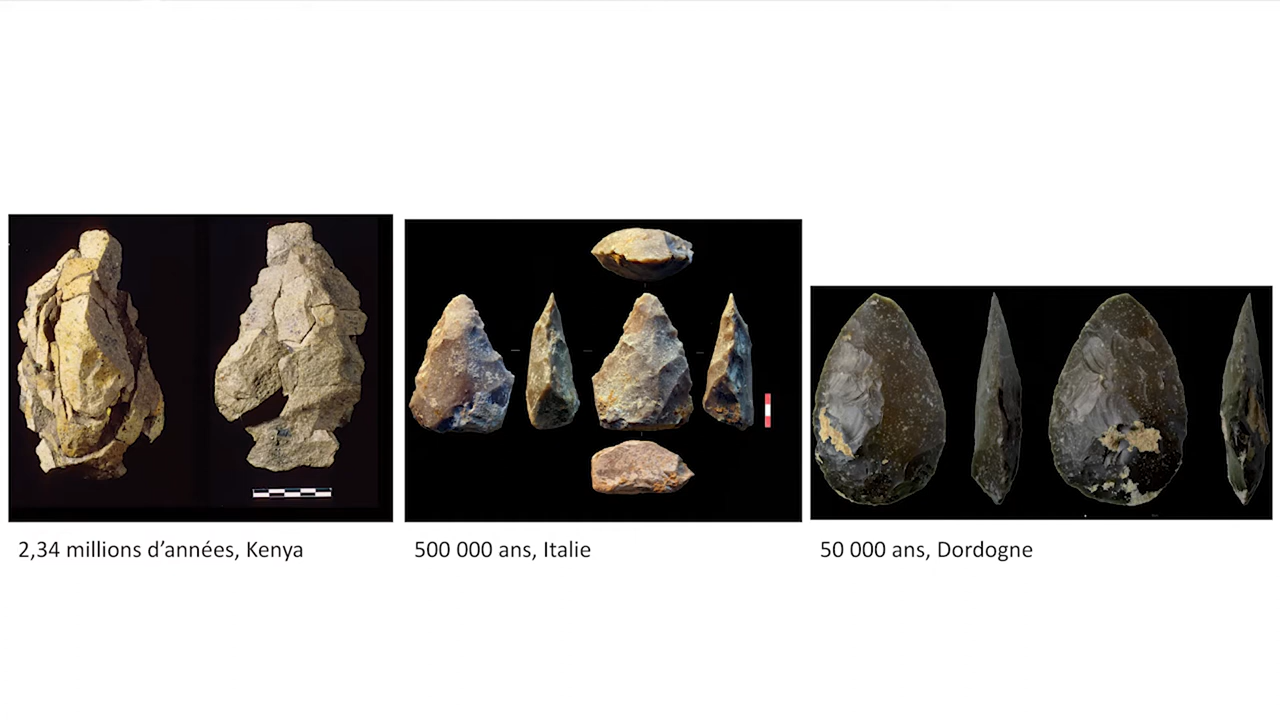 2,34 millions d’années, Kenya
500 000 ans, Italie
50 000 ans, Dordogne